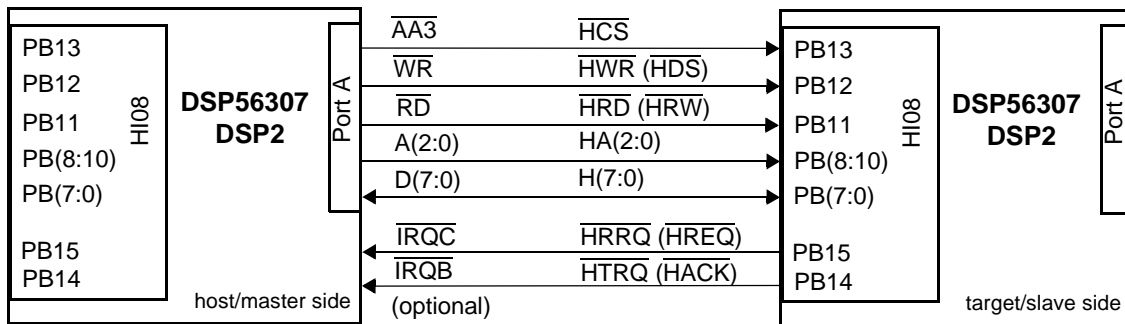 AA3 HCS
PB13 PB13
WR HWR (HDS)
PB12 PB12
DSP56307 DSP56307
RD HRD (HRW)
PB11 HI08 DSP2 Port A PB11 HI08 DSP2 Port A
A(2:0) HA(2:0)
PB(8:10) PB(8:10)
D(7:0) H(7:0)
PB(7:0) PB(7:0)
IRQC HRRQ (HREQ)
PB15 PB15
IRQB HTRQ (HACK)
PB14 PB14
host/master side (optional) target/slave side